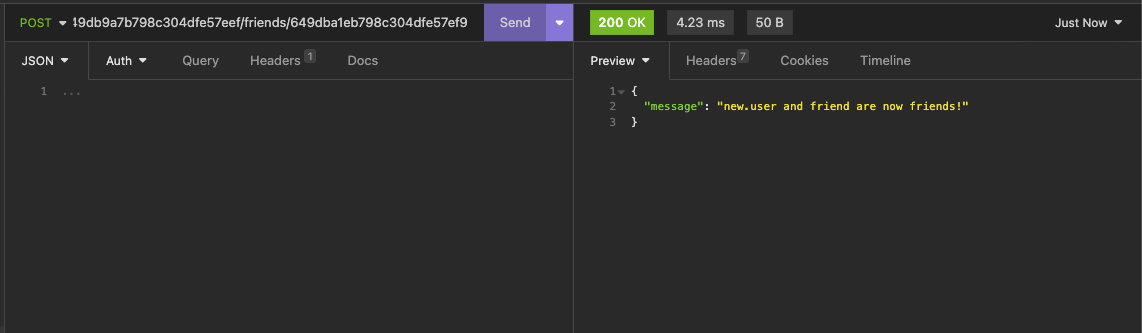 POST ▼ 49db9a7b798c304dfe57eef/friends/649dba1eb798c304dfe57ef9 Send ▼
200 OK 4.23 ms 50 B Just Now ▼
JSON ▼ Auth ▼ Query Headers 1 Docs
Preview ▼ Headers 7 Cookies Timeline
1 ...
1 {
2 "message": "new.user and friend are now friends!"
3 }